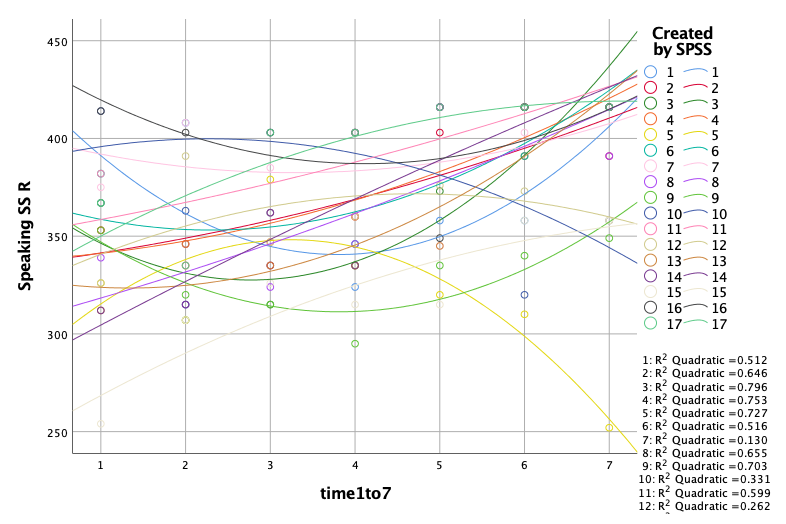 Created
by SPSS
1 1
2 2
3 3
4 4
5 5
6 6
7 7
8 8
9 9
10 10
11 11
12 12
13 13
14 14
15 15
16 16
17 17
1: R² Quadratic =0.512
2: R² Quadratic =0.646
3: R² Quadratic =0.796
4: R² Quadratic =0.753
5: R² Quadratic =0.727
6: R² Quadratic =0.516
7: R² Quadratic =0.130
8: R² Quadratic =0.655
9: R² Quadratic =0.703
10: R² Quadratic =0.331
11: R² Quadratic =0.599
12: R² Quadratic =0.262
Speaking SS R
450
400
350
300
250
1 2 3 4 5 6 7
time1to7